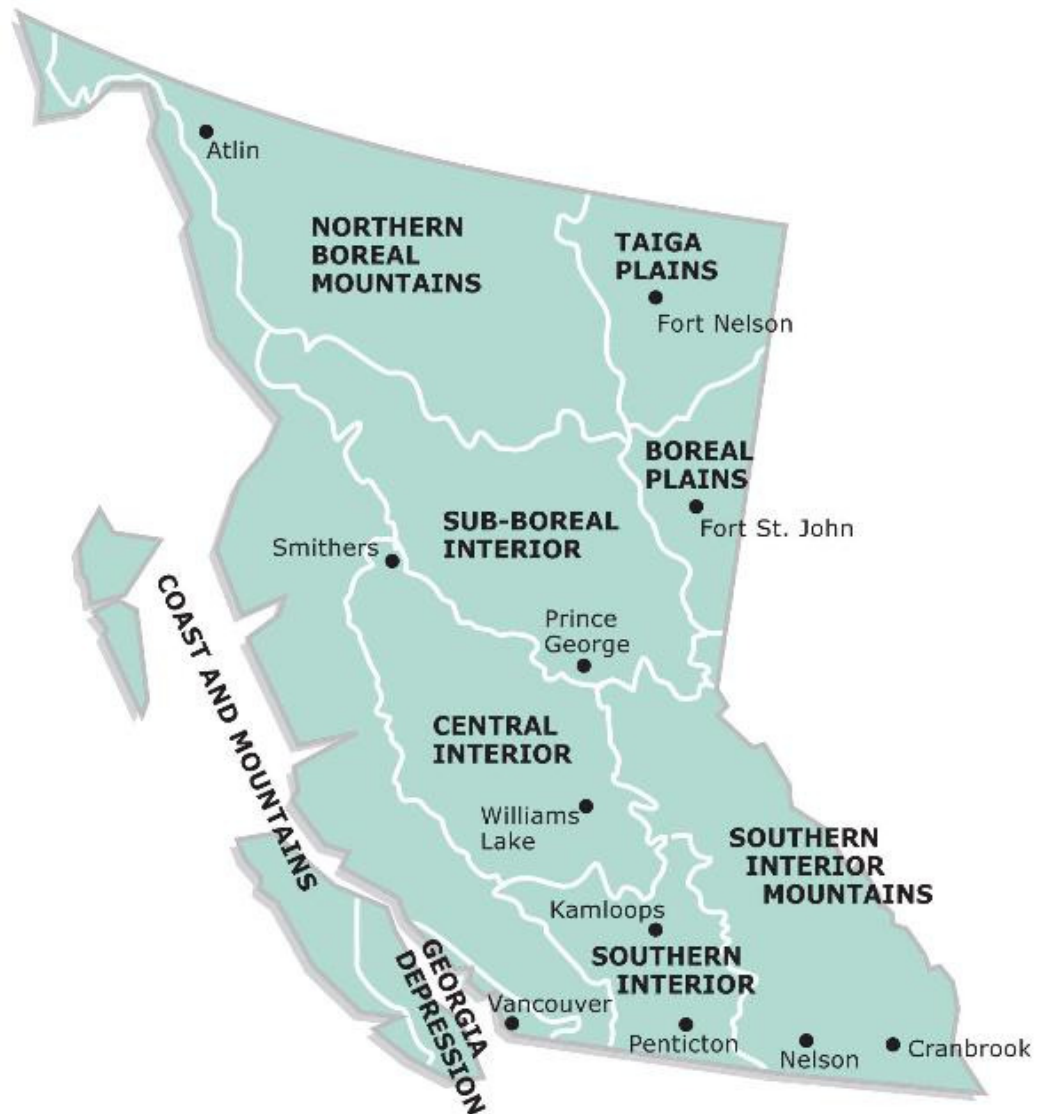 Atlin
NORTHERN
BOREAL
MOUNTAINS
TAIGA
PLAINS
Fort Nelson
BOREAL
PLAINS
Fort St. John
SUB-BOREAL
INTERIOR
Smithers
Prince
George
COAST AND MOUNTAINS
CENTRAL
INTERIOR
Williams
Lake
SOUTHERN
INTERIOR
MOUNTAINS
Kamloops
SOUTHERN
INTERIOR
GEORGIA
DEPRESSION
Vancouver
Penticton
Nelson
Cranbrook